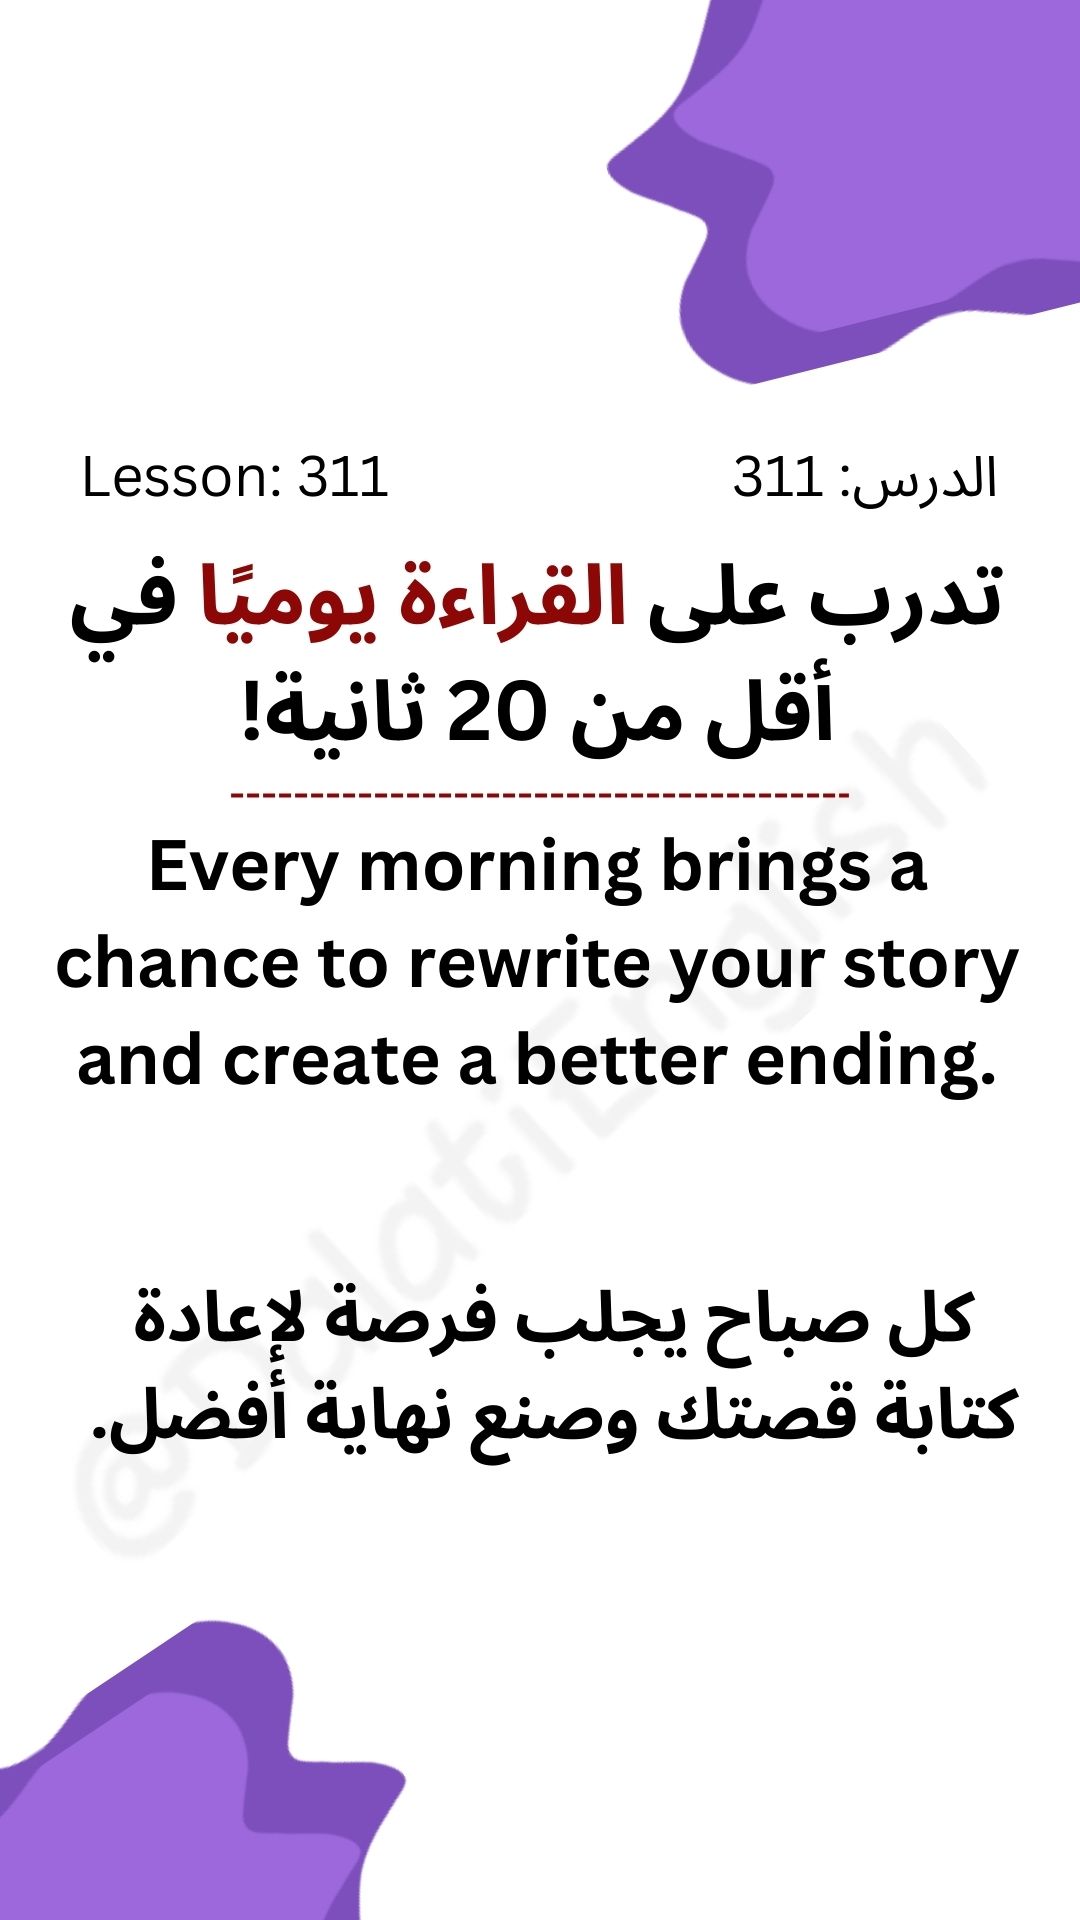 Lesson: 311
الدرس: 311
تدرب على القراءة يوميًا في
أقل من 20 ثانية!
Every morning brings a
chance to rewrite your story
and create a better ending.
كل صباح يجلب فرصة لإعادة
كتابة قصتك وصنع نهاية أفضل.
@DalatiEnglish